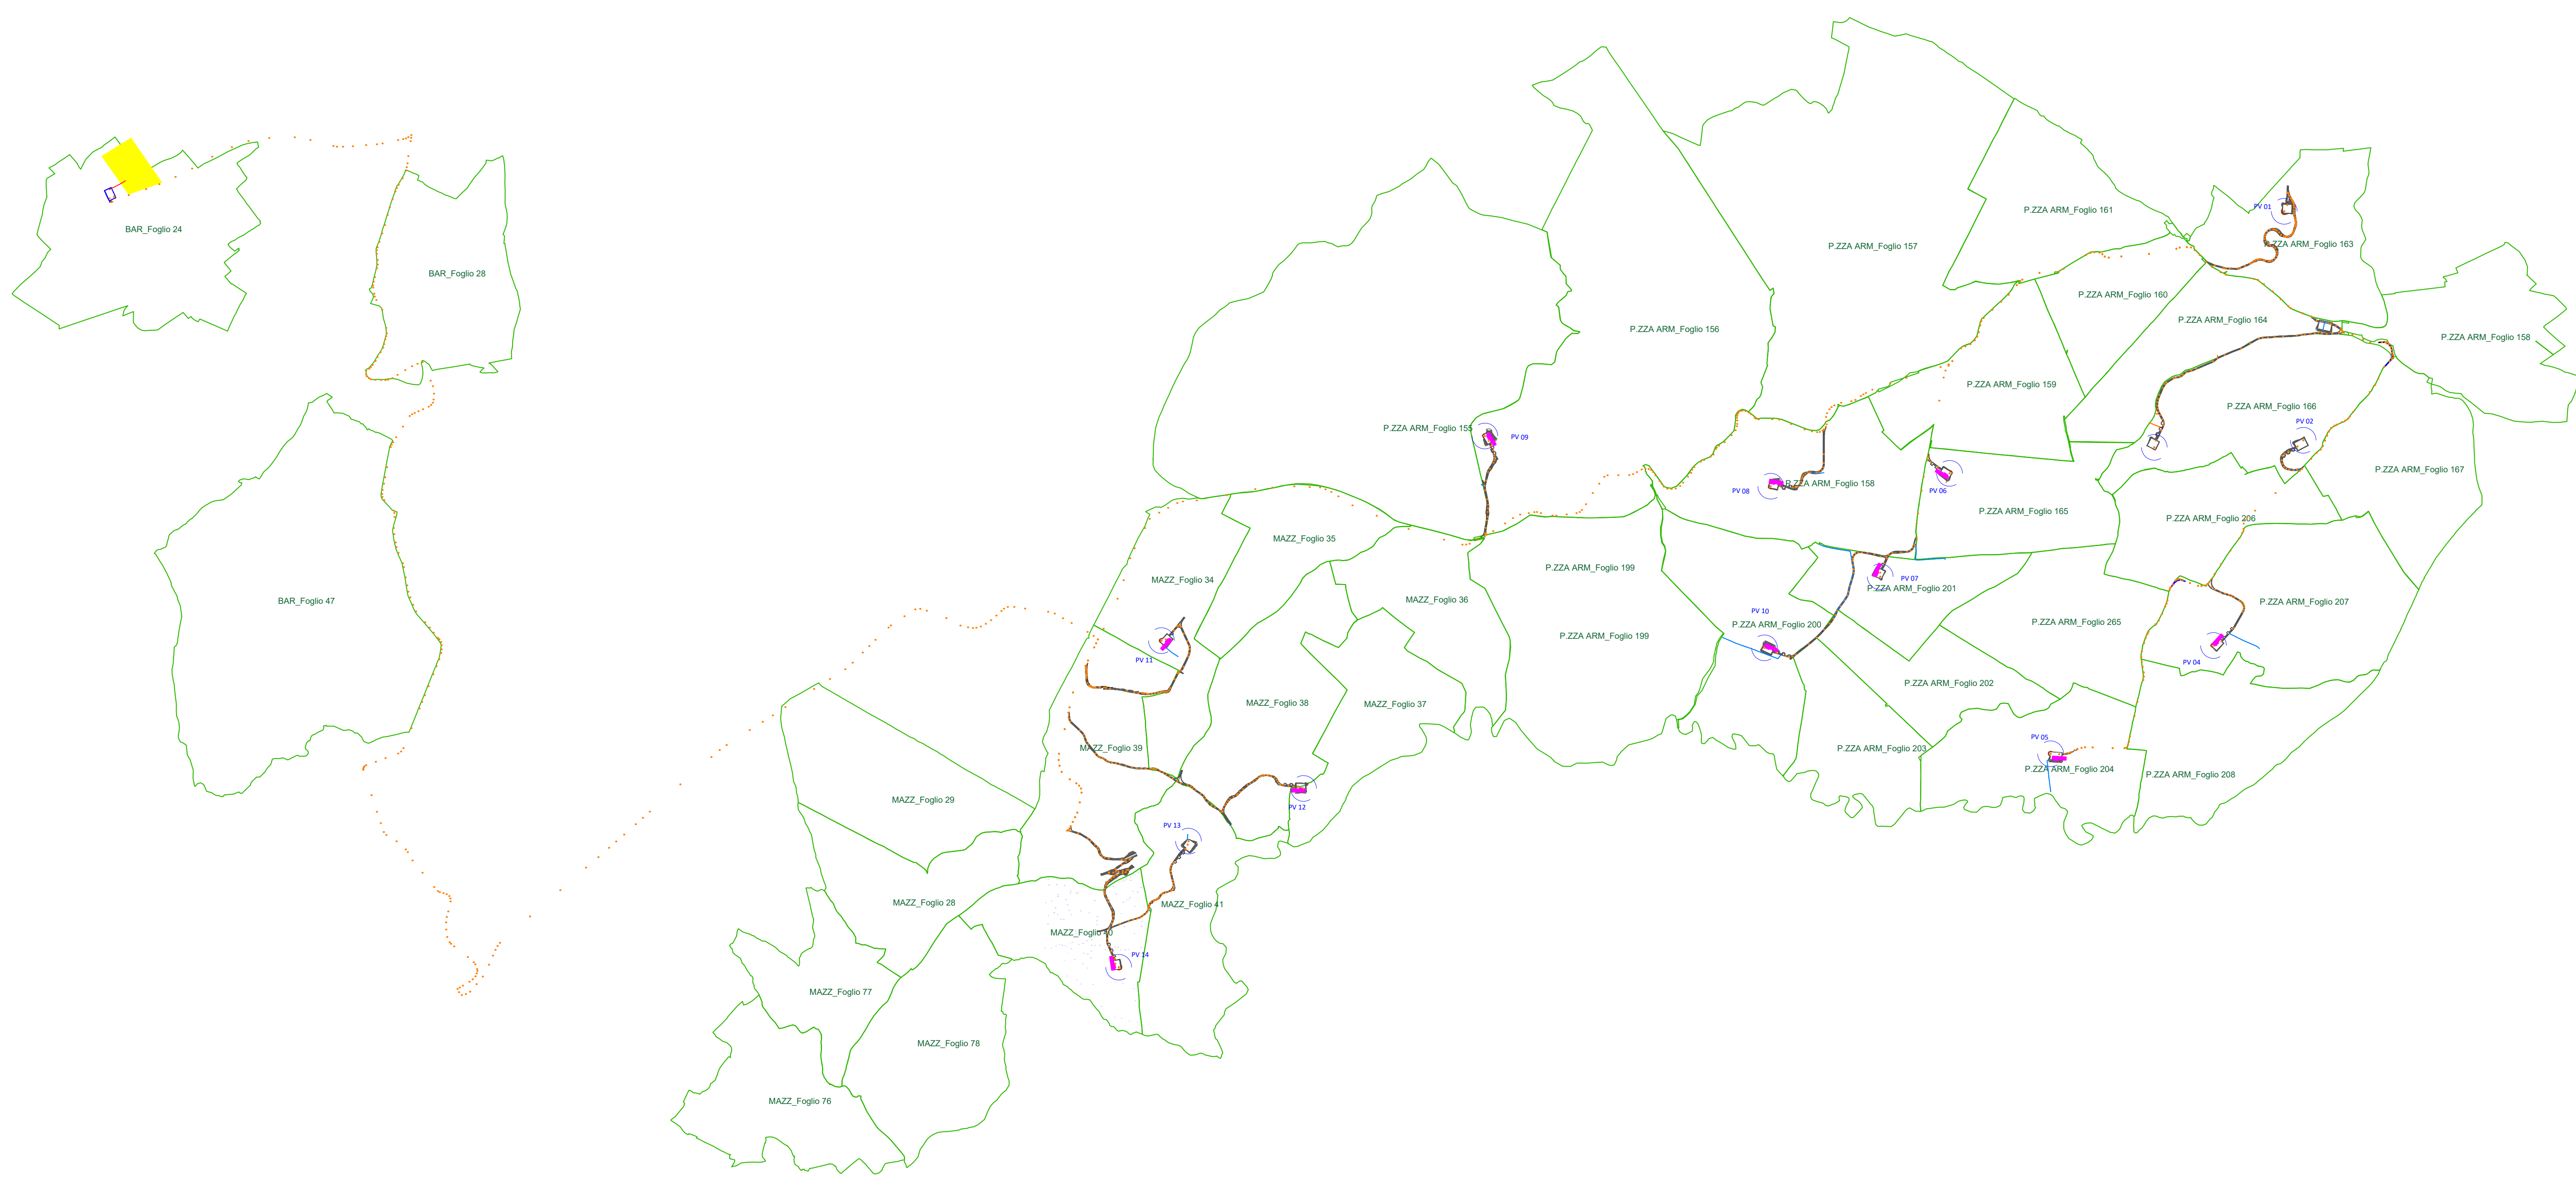 P.ZZA ARM_Foglio 161
PV 01
BAR_Foglio 24
P.ZZA ARM_Foglio 163
P.ZZA ARM_Foglio 157
BAR_Foglio 28
P.ZZA ARM_Foglio 160
P.ZZA ARM_Foglio 164
P.ZZA ARM_Foglio 156
P.ZZA ARM_Foglio 158
P.ZZA ARM_Foglio 159
P.ZZA ARM_Foglio 166
PV 02
P.ZZA ARM_Foglio 155
PV 09
P.ZZA ARM_Foglio 167
P.ZZA ARM_Foglio 158
PV 08
PV 06
P.ZZA ARM_Foglio 165
P.ZZA ARM_Foglio 206
MAZZ_Foglio 35
P.ZZA ARM_Foglio 199
MAZZ_Foglio 34
PV 07
P.ZZA ARM_Foglio 201
BAR_Foglio 47
MAZZ_Foglio 36
P.ZZA ARM_Foglio 207
PV 10
P.ZZA ARM_Foglio 200
P.ZZA ARM_Foglio 265
P.ZZA ARM_Foglio 199
PV 11
PV 04
P.ZZA ARM_Foglio 202
MAZZ_Foglio 38
MAZZ_Foglio 37
PV 05
MAZZ_Foglio 39
P.ZZA ARM_Foglio 203
P.ZZA ARM_Foglio 204
P.ZZA ARM_Foglio 208
MAZZ_Foglio 29
PV 12
PV 13
MAZZ_Foglio 28
MAZZ_Foglio 41
MAZZ_Foglio 40
PV 14
MAZZ_Foglio 77
MAZZ_Foglio 78
MAZZ_Foglio 76